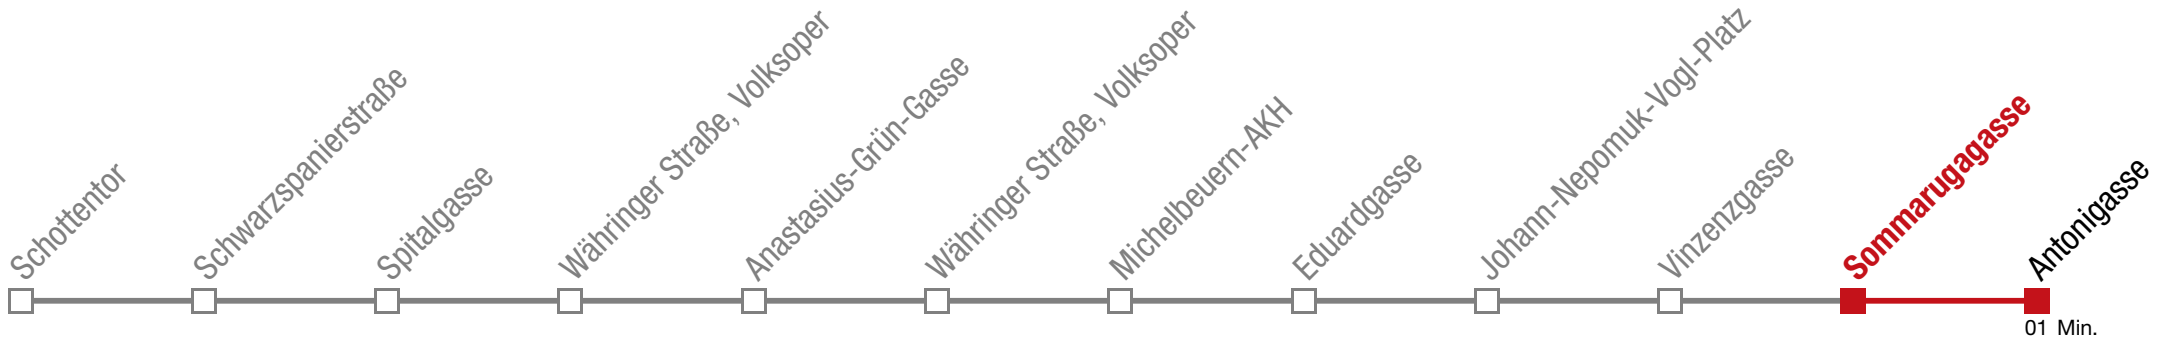 Schottentor
Schwarzspanierstraße
Spitalgasse
Währinger Straße, Volksoper
Anastasius-Grün-Gasse
Währinger Straße, Volksoper
Michelbeuern-AKH
Eduardgasse
Johann-Nepomuk-Vogl-Platz
Vinzenzgasse
Sommarugagasse
Antonigasse
01 Min.